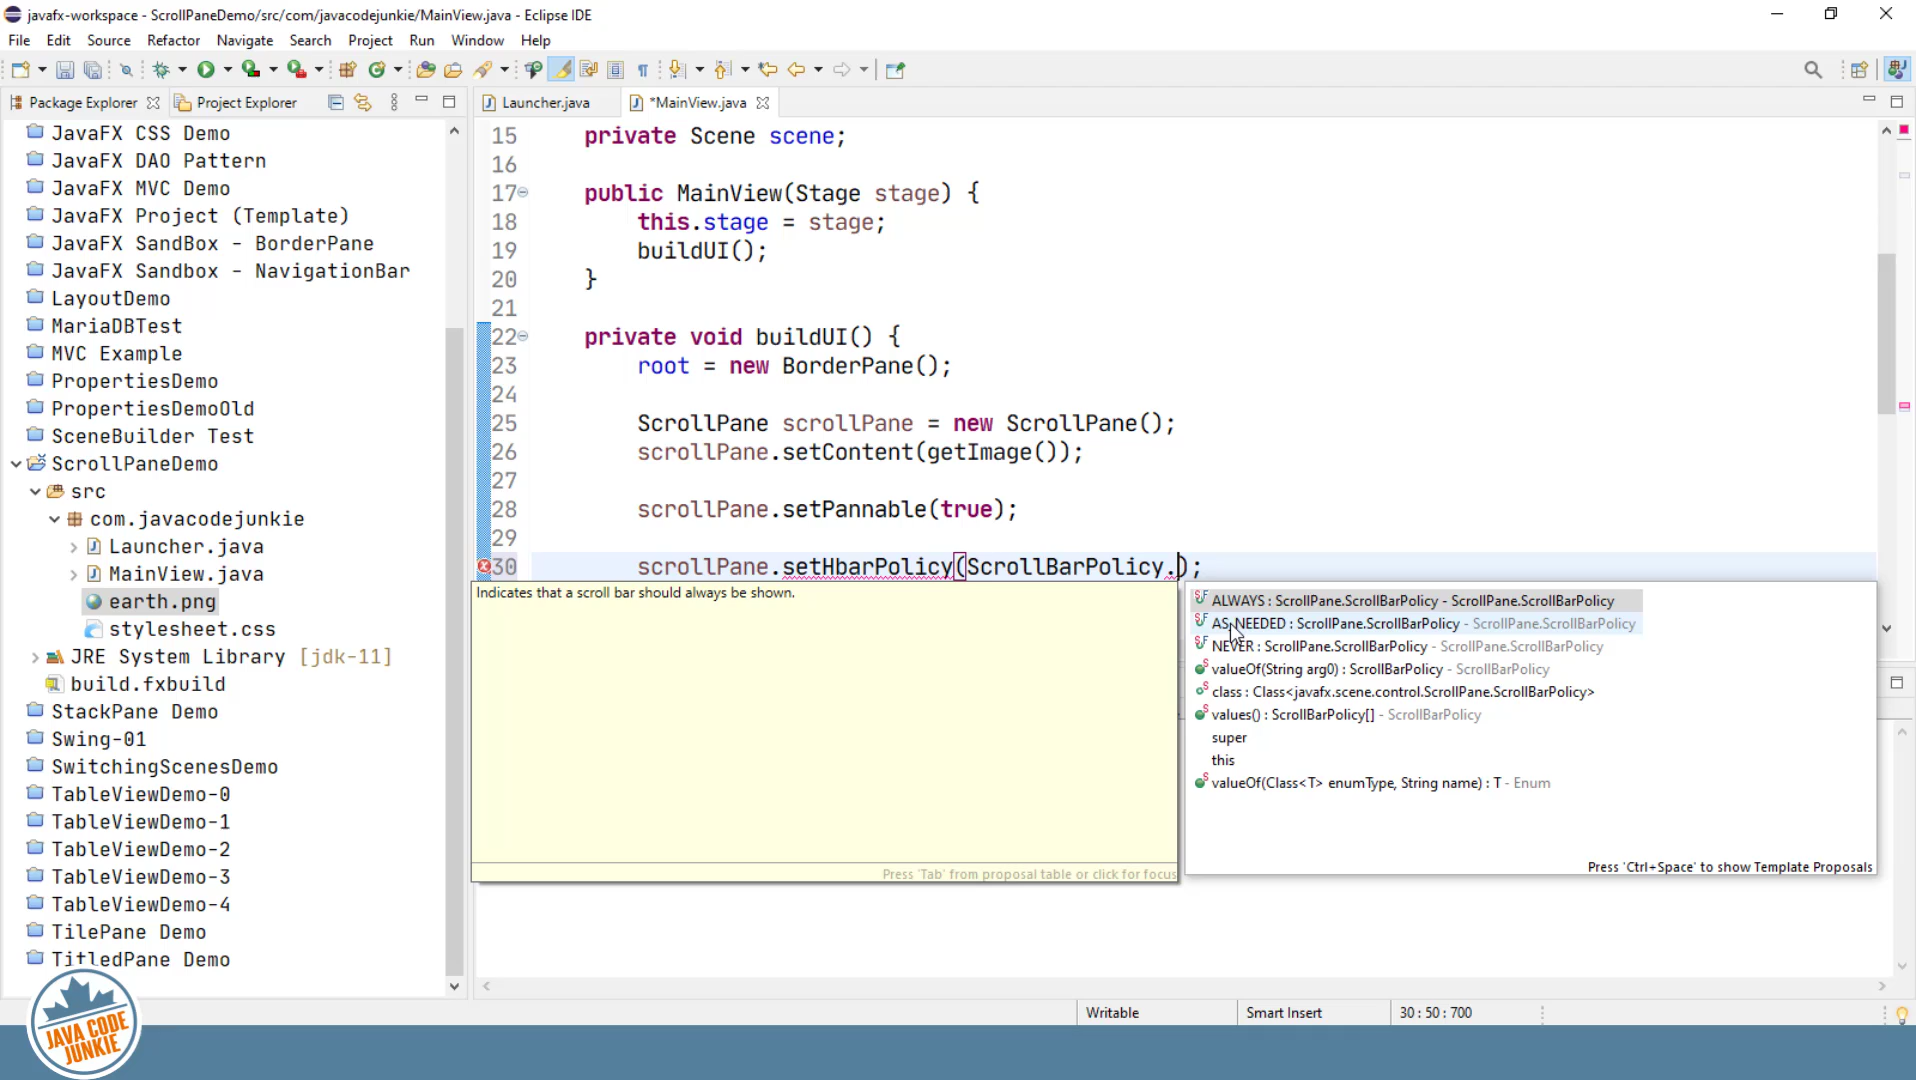 javafx-workspace - ScrollPaneDemo/src/com/javacodejunkie/MainView.java - Eclipse IDE
File Edit Source Refactor Navigate Search Project Run Window Help
Package Explorer Project Explorer
Launcher.java *MainView.java
JavaFX CSS Demo
JavaFX DAO Pattern
JavaFX MVC Demo
JavaFX Project (Template)
JavaFX SandBox - BorderPane
JavaFX Sandbox - NavigationBar
LayoutDemo
MariaDBTest
MVC Example
PropertiesDemo
PropertiesDemoOld
SceneBuilder Test
ScrollPaneDemo
src
com.javacodejunkie
Launcher.java
MainView.java
earth.png
stylesheet.css
JRE System Library [jdk-11]
build.fxbuild
StackPane Demo
Swing-01
SwitchingScenesDemo
TableViewDemo-0
TableViewDemo-1
TableViewDemo-2
TableViewDemo-3
TableViewDemo-4
TilePane Demo
TitledPane Demo
15 private Scene scene;
16
17 public MainView(Stage stage) {
18 this.stage = stage;
19 buildUI();
20 }
21
22 private void buildUI() {
23 root = new BorderPane();
24
25 ScrollPane scrollPane = new ScrollPane();
26 scrollPane.setContent(getImage());
27
28 scrollPane.setPannable(true);
29
30 scrollPane.setHbarPolicy(ScrollBarPolicy.);
Indicates that a scroll bar should always be shown.
Press 'Tab' from proposal table or click for focus
ALWAYS : ScrollPane.ScrollBarPolicy - ScrollPane.ScrollBarPolicy
AS_NEEDED : ScrollPane.ScrollBarPolicy - ScrollPane.ScrollBarPolicy
NEVER : ScrollPane.ScrollBarPolicy - ScrollPane.ScrollBarPolicy
valueOf(String arg0) : ScrollBarPolicy - ScrollBarPolicy
class : Class<javafx.scene.control.ScrollPane.ScrollBarPolicy>
values() : ScrollBarPolicy[] - ScrollBarPolicy
super
this
valueOf(Class<T> enumType, String name) : T - Enum
Press 'Ctrl+Space' to show Template Proposals
Writable Smart Insert 30 : 50 : 700
JAVA CODE
JUNKIE